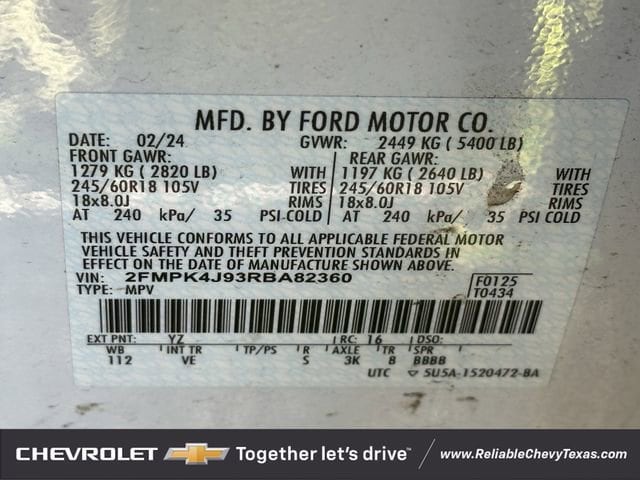 MFD. BY FORD MOTOR CO.
DATE: 02/24 GVWR: 2449 KG ( 5400 LB)
FRONT GAWR: REAR GAWR:
1279 KG ( 2820 LB) WITH 1197 KG ( 2640 LB) WITH
245/60R18 105V TIRES 245/60R18 105V TIRES
18x8.0J RIMS 18x8.0J RIMS
AT 240 kPa/ 35 PSI COLD AT 240 kPa/ 35 PSI COLD
THIS VEHICLE CONFORMS TO ALL APPLICABLE FEDERAL MOTOR
VEHICLE SAFETY AND THEFT PREVENTION STANDARDS IN
EFFECT ON THE DATE OF MANUFACTURE SHOWN ABOVE.
VIN: 2FMPK4J93RBA82360 F0125
TYPE: MPV T0434
EXT PNT: YZ RC: 16 DSO:
WB INT TR TP/PS R AXLE TR SPR
112 VE S 3K 8 BBBB
UTC ▽ 5U5A-1520472-BA
CHEVROLET Together let's drive™ www.ReliableChevyTexas.com